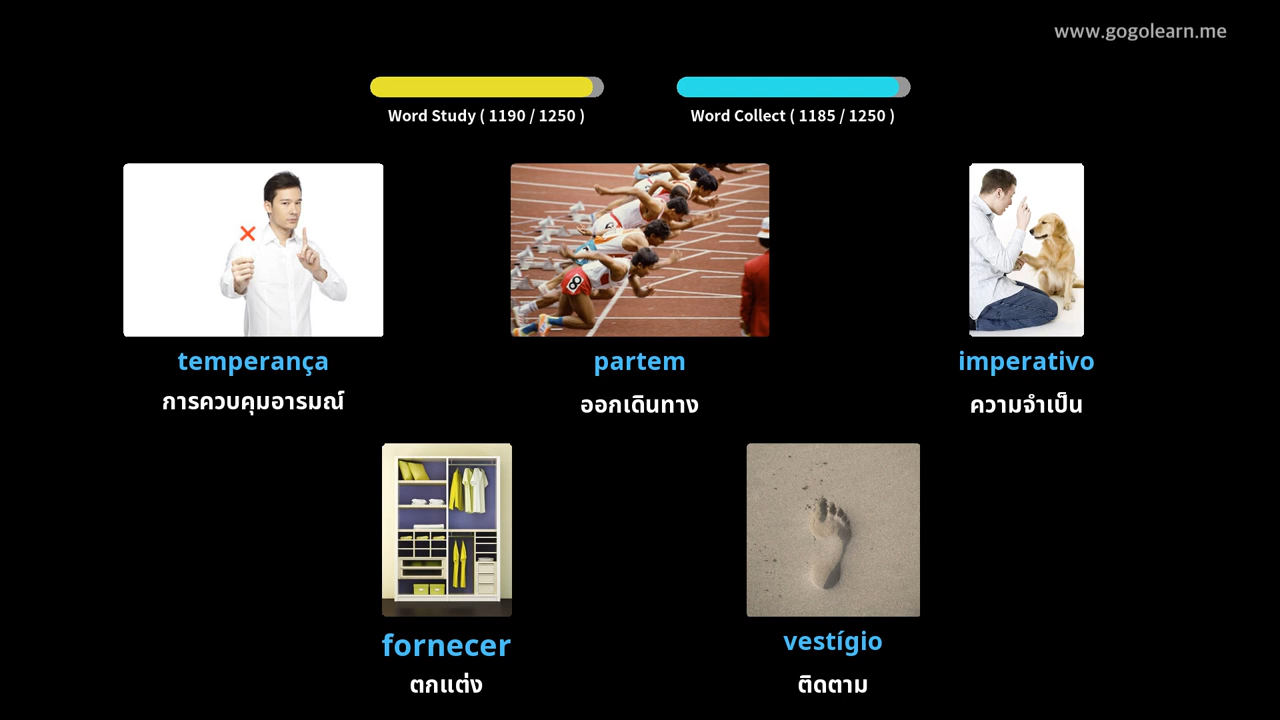 www.gogolearn.me
Word Study ( 1190 / 1250 )
Word Collect ( 1185 / 1250 )
temperança
การควบคุมอารมณ์
partem
ออกเดินทาง
imperativo
ความจำเป็น
fornecer
ตกแต่ง
vestígio
ติดตาม